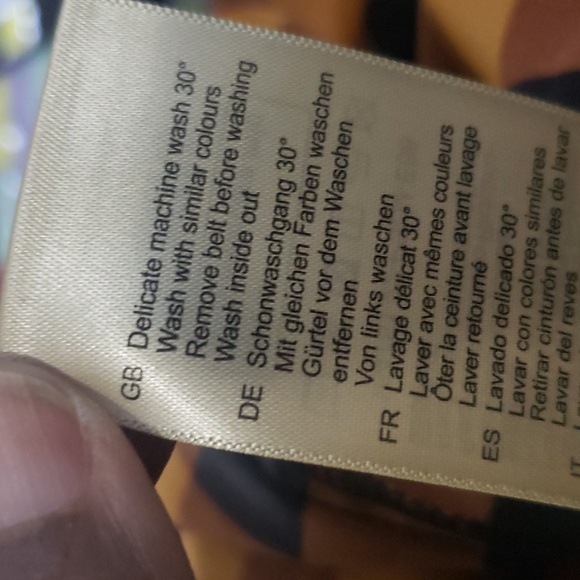 GB Delicate machine wash 30°
Wash with similar colours
Remove belt before washing
Wash inside out
DE Schonwaschgang 30°
Mit gleichen Farben waschen
Gürtel vor dem Waschen
entfernen
Von links waschen
FR Lavage délicat 30°
Laver avec mêmes couleurs
Ôter la ceinture avant lavage
Laver retourné
ES Lavado delicado 30°
Lavar con colores similares
Retirar cinturón antes de lavar
Lavar del reves
IT